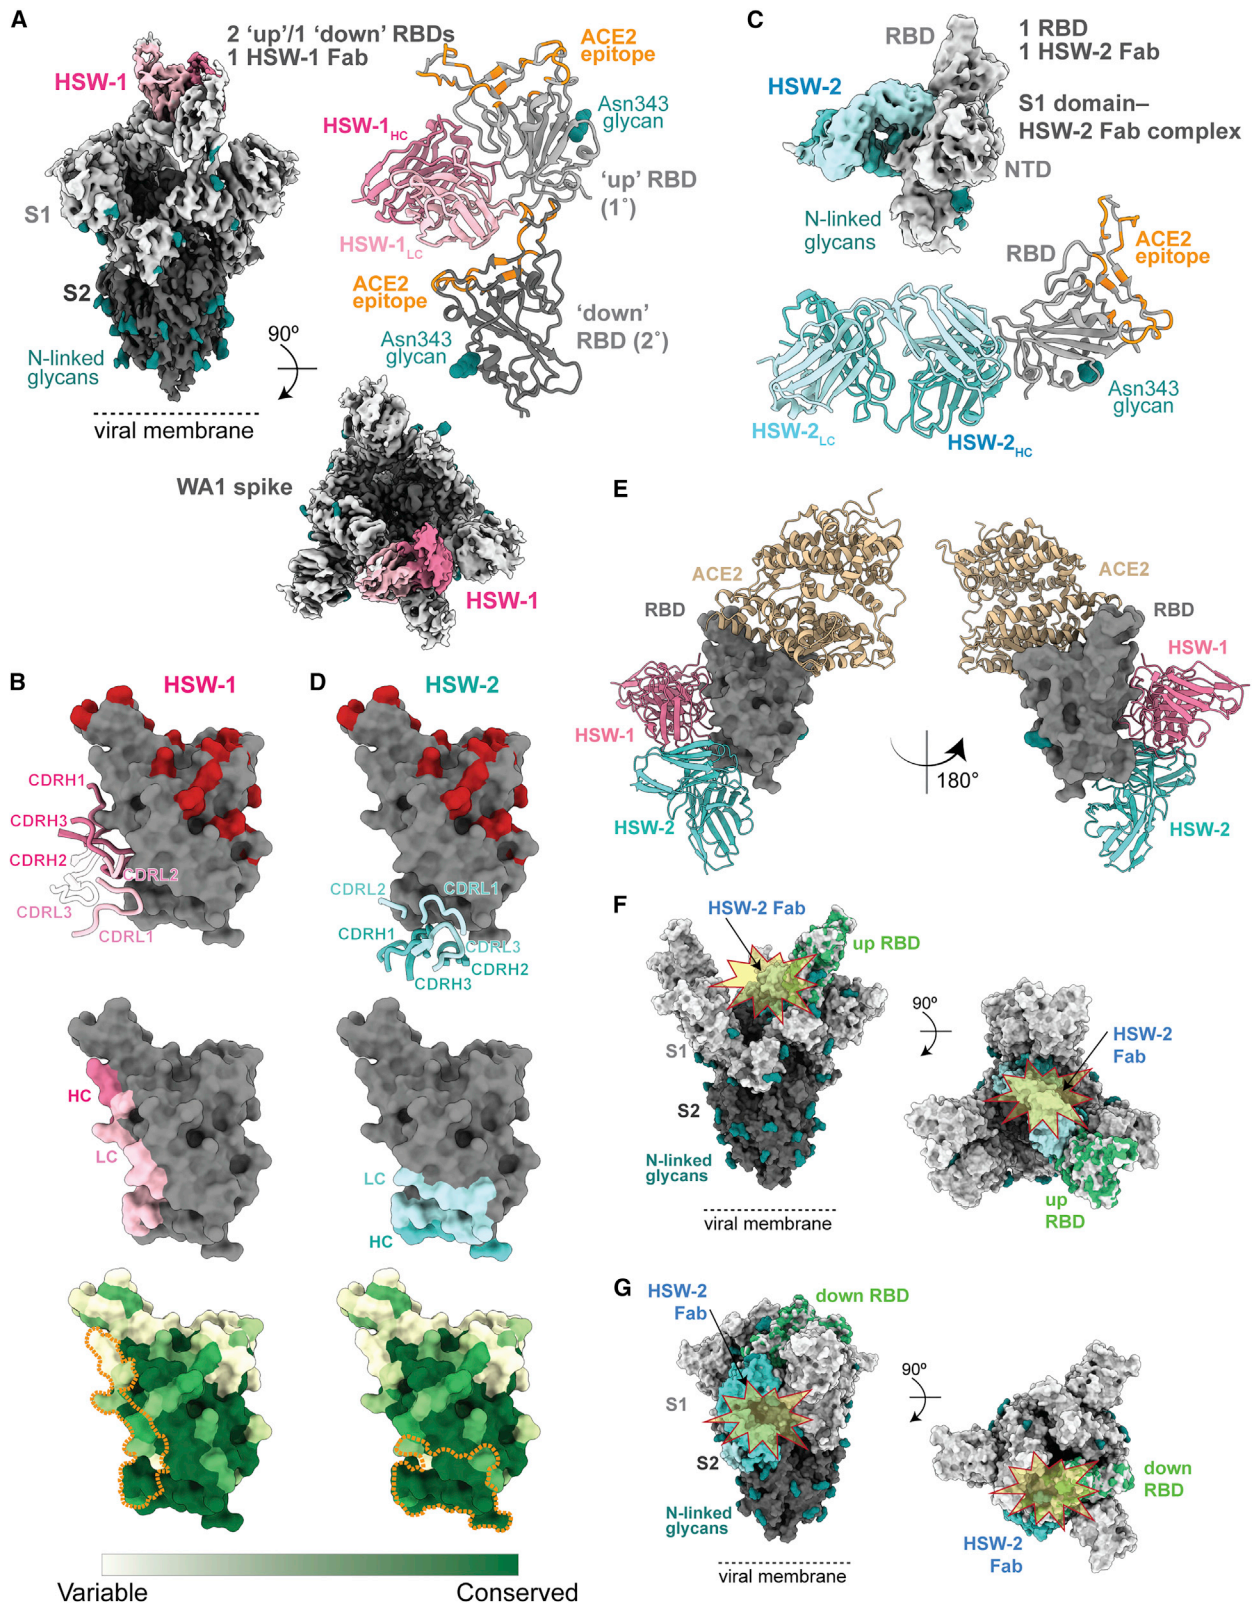 A
2 ‘up’/1 ‘down’ RBDs
1 HSW-1 Fab
HSW-1
S1
S2
N-linked
glycans
viral membrane
90º
ACE2
epitope
Asn343
glycan
HSW-1HC
‘up’ RBD
(1˚)
HSW-1LC
ACE2
epitope
Asn343
glycan
‘down’
RBD (2˚)
WA1 spike
HSW-1
C
RBD
1 RBD
1 HSW-2 Fab
HSW-2
S1 domain–
HSW-2 Fab complex
NTD
N-linked
glycans
RBD
ACE2
epitope
Asn343
glycan
HSW-2LC
HSW-2HC
B
HSW-1
CDRH1
CDRH3
CDRH2
CDRL2
CDRL3
CDRL1
HC
LC
D
HSW-2
CDRL2
CDRL1
CDRH1
CDRL3
CDRH2
CDRH3
LC
HC
Variable
Conserved
E
ACE2
RBD
HSW-1
HSW-2
180°
ACE2
RBD
HSW-1
HSW-2
F
HSW-2 Fab
up RBD
S1
S2
N-linked
glycans
viral membrane
90º
HSW-2
Fab
up
RBD
G
HSW-2
Fab
down RBD
S1
S2
N-linked
glycans
viral membrane
90º
down
RBD
HSW-2
Fab